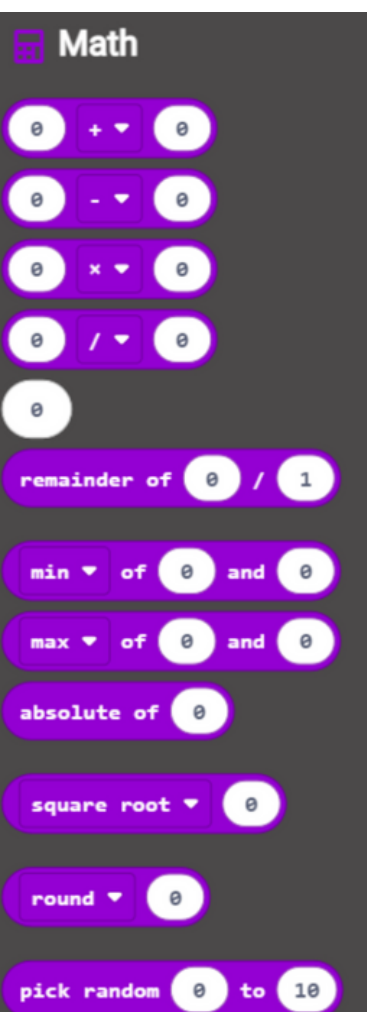 Math
0 + 0
0 - 0
0 × 0
0 / 0
0
remainder of 0 / 1
min of 0 and 0
max of 0 and 0
absolute of 0
square root 0
round 0
pick random 0 to 10